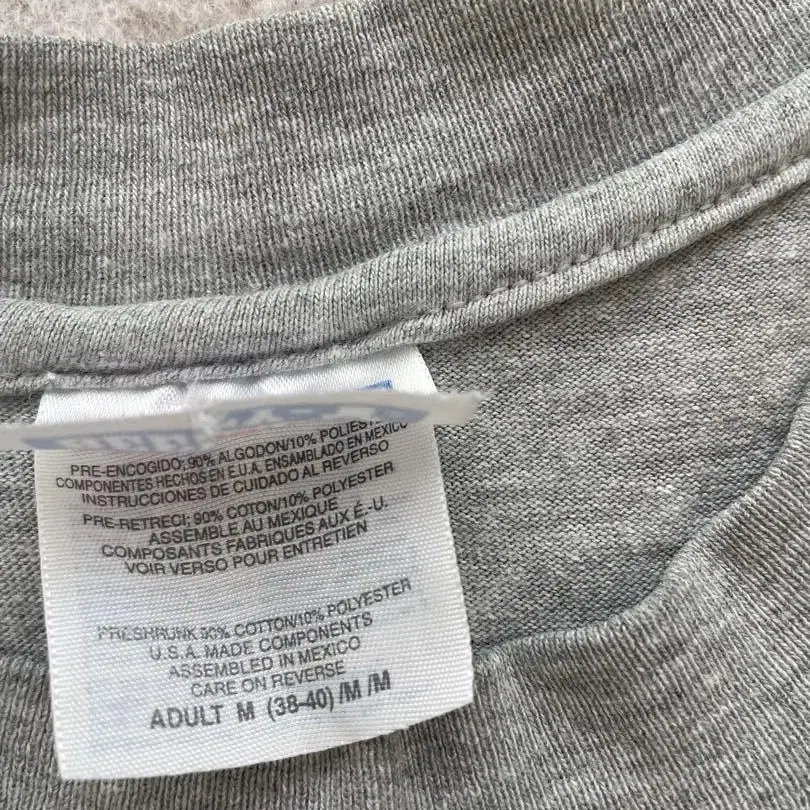 PRE-ENCOGIDO; 90% ALGODON/10% POLIESTER
COMPONENTES HECHOS EN E.U.A. ENSAMBLADO EN MEXICO
INSTRUCCIONES DE CUIDADO AL REVERSO
PRE-RETRECI; 90% COTON/10% POLYESTER
ASSEMBLE AU MEXIQUE
COMPOSANTS FABRIQUES AUX É.-U.
VOIR VERSO POUR ENTRETIEN
PRESHRUNK 90% COTTON/10% POLYESTER
U.S.A. MADE COMPONENTS
ASSEMBLED IN MEXICO
CARE ON REVERSE
ADULT M (38-40)/M/M